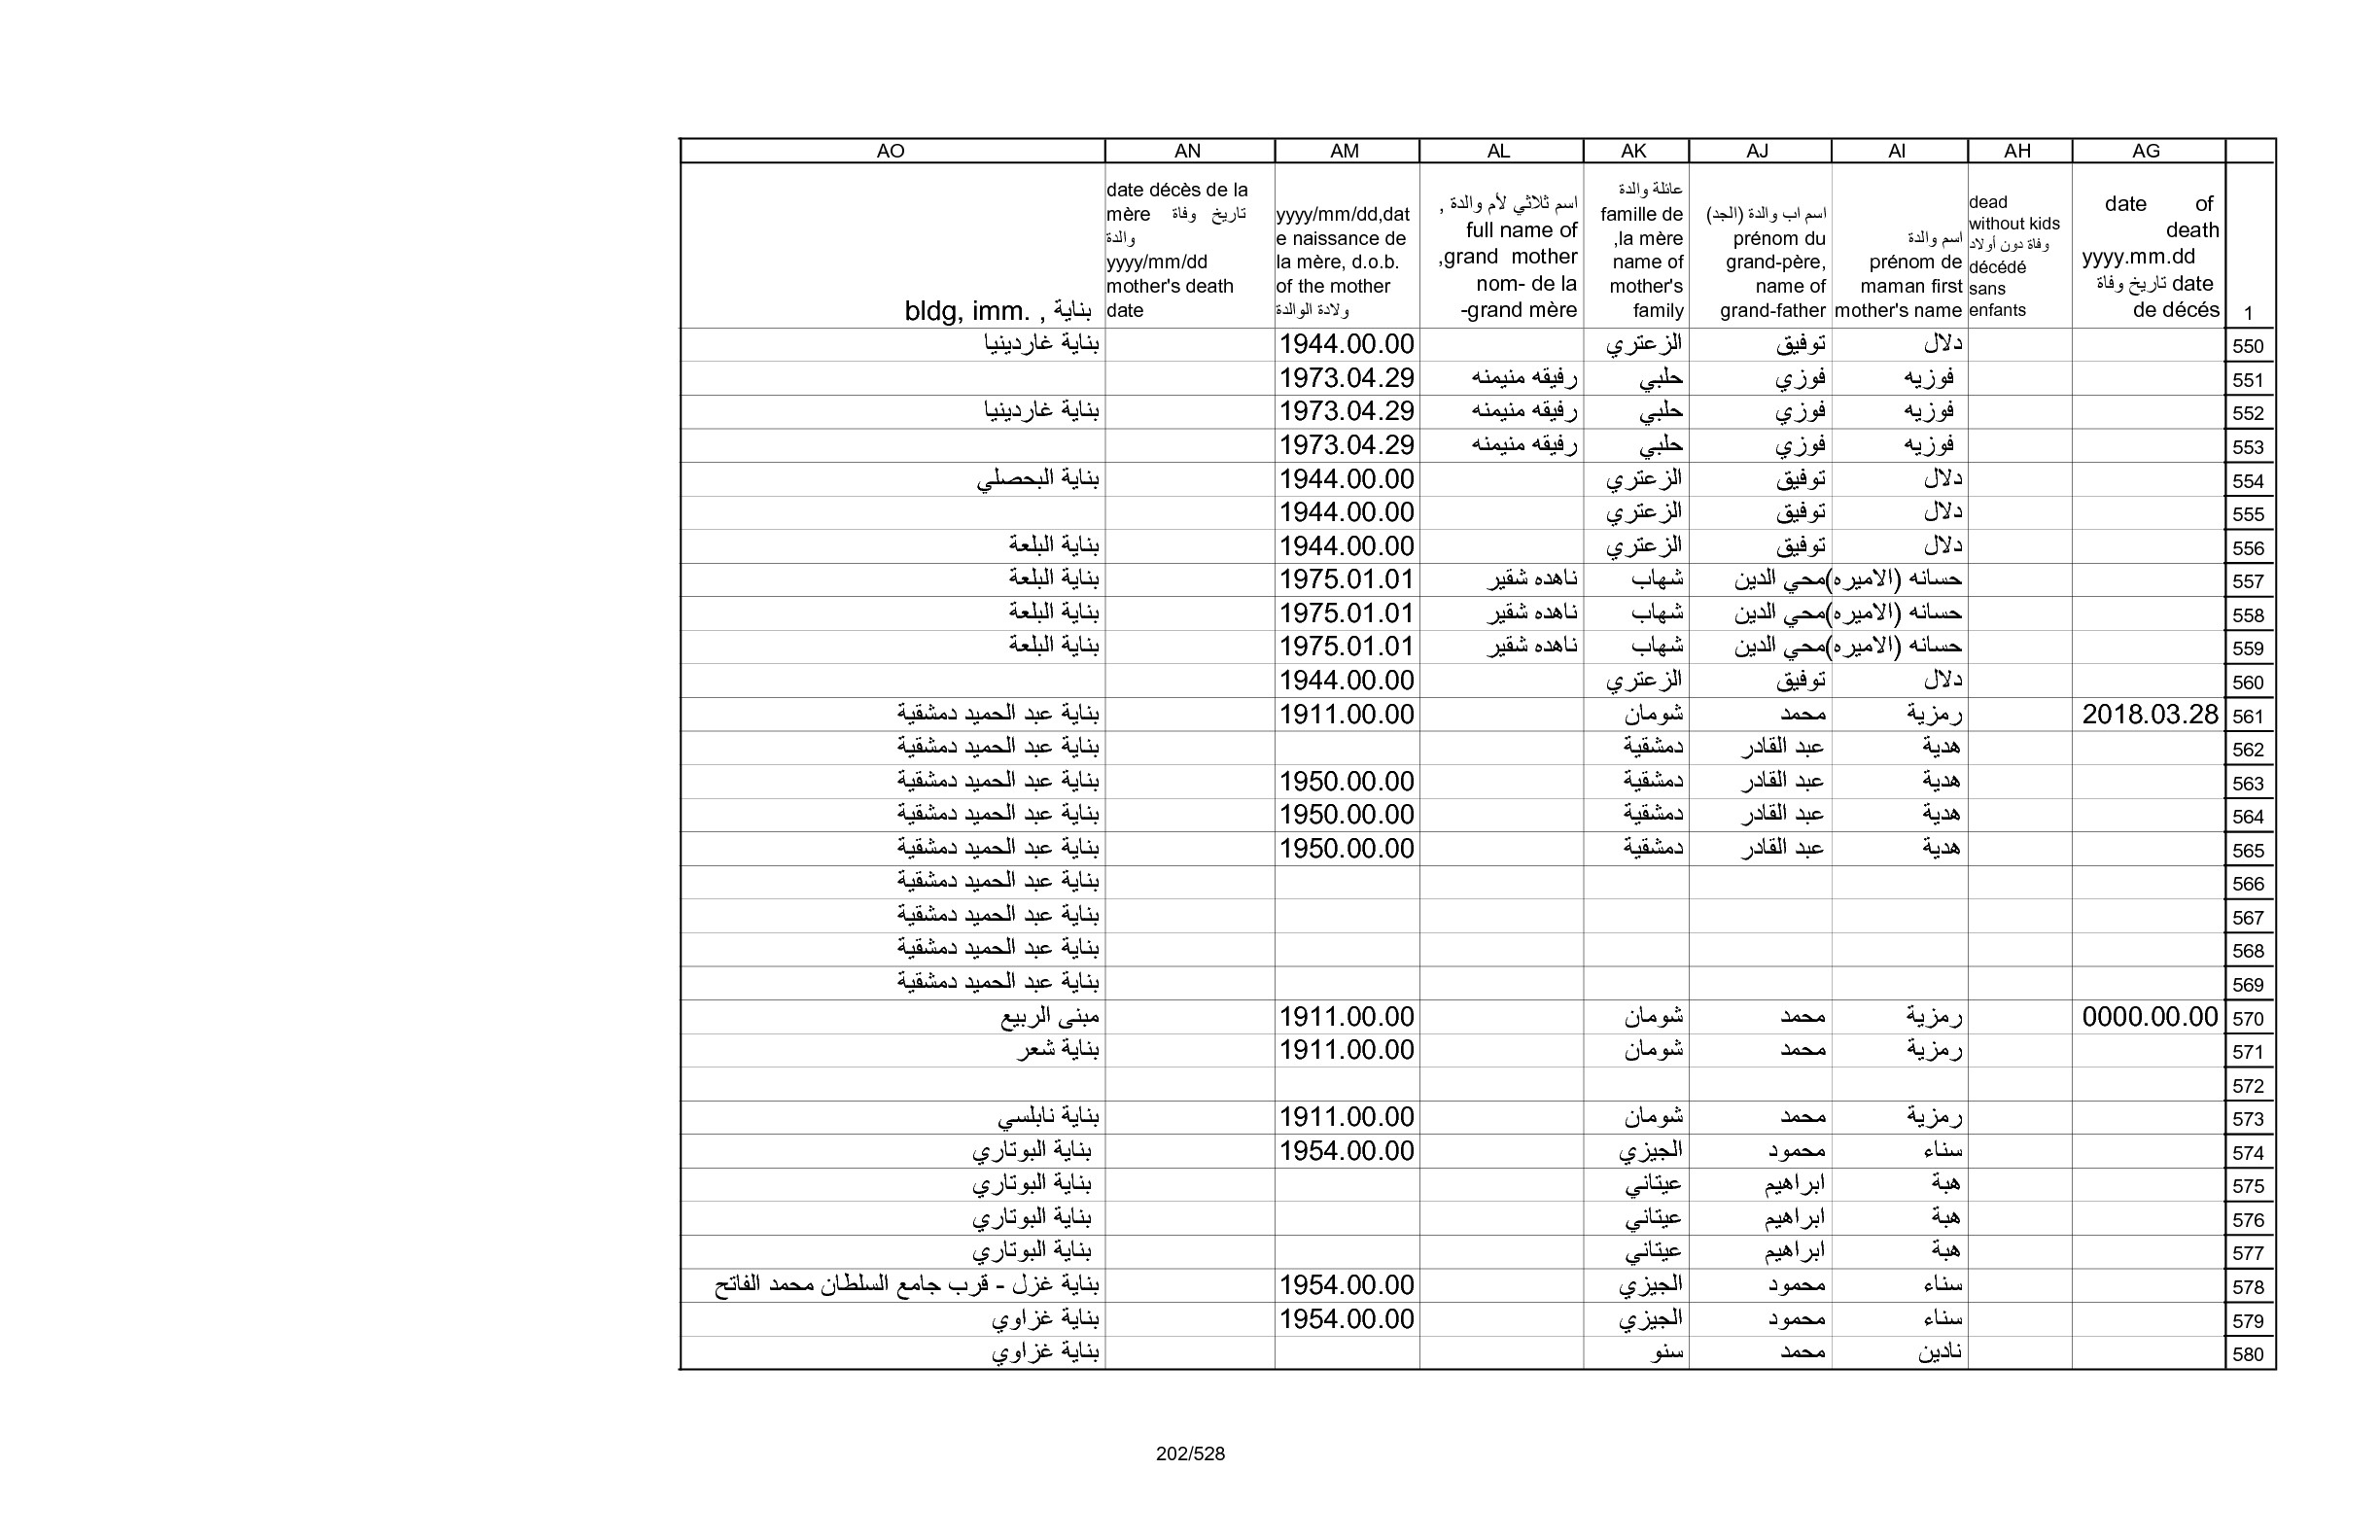 AG AH AI AJ AK AL AM AN AO
1
date of
death
yyyy.mm.dd
تاريخ وفاة date
de décés
dead
without kids
وفاة دون أولاد
décédé
sans
enfants
اسم والدة
prénom de
maman first
mother's name
اسم اب والدة (الجد)
prénom du
grand-père,
name of
grand-father
عائلة والدة
famille de
la mère,
name of
mother's
family
اسم ثلاثي لأم والدة ,
full name of
grand mother,
nom- de la
grand mère-
yyyy/mm/dd,dat
e naissance de
la mère, d.o.b.
of the mother
ولادة الوالدة
date décès de la
mère تاريخ وفاة
والدة
yyyy/mm/dd
mother's death
date
بناية , bldg, imm.
550 دلال توفيق الزعتري 1944.00.00 بناية غاردينيا
551 فوزيه فوزي حلبي رفيقه منيمنه 1973.04.29
552 فوزيه فوزي حلبي رفيقه منيمنه 1973.04.29 بناية غاردينيا
553 فوزيه فوزي حلبي رفيقه منيمنه 1973.04.29
554 دلال توفيق الزعتري 1944.00.00 بناية البحصلي
555 دلال توفيق الزعتري 1944.00.00
556 دلال توفيق الزعتري 1944.00.00 بناية البلعة
557 حسانه (الاميره) محي الدين شهاب ناهده شقير 1975.01.01 بناية البلعة
558 حسانه (الاميره) محي الدين شهاب ناهده شقير 1975.01.01 بناية البلعة
559 حسانه (الاميره) محي الدين شهاب ناهده شقير 1975.01.01 بناية البلعة
560 دلال توفيق الزعتري 1944.00.00
561 2018.03.28 رمزية محمد شومان 1911.00.00 بناية عبد الحميد دمشقية
562 هدية عبد القادر دمشقية بناية عبد الحميد دمشقية
563 هدية عبد القادر دمشقية 1950.00.00 بناية عبد الحميد دمشقية
564 هدية عبد القادر دمشقية 1950.00.00 بناية عبد الحميد دمشقية
565 هدية عبد القادر دمشقية 1950.00.00 بناية عبد الحميد دمشقية
566 بناية عبد الحميد دمشقية
567 بناية عبد الحميد دمشقية
568 بناية عبد الحميد دمشقية
569 بناية عبد الحميد دمشقية
570 0000.00.00 رمزية محمد شومان 1911.00.00 مبنى الربيع
571 رمزية محمد شومان 1911.00.00 بناية شعر
572
573 رمزية محمد شومان 1911.00.00 بناية نابلسي
574 سناء محمود الجيزي 1954.00.00 بناية البوتاري
575 هبة ابراهيم عيتاني بناية البوتاري
576 هبة ابراهيم عيتاني بناية البوتاري
577 هبة ابراهيم عيتاني بناية البوتاري
578 سناء محمود الجيزي 1954.00.00 بناية غزل - قرب جامع السلطان محمد الفاتح
579 سناء محمود الجيزي 1954.00.00 بناية غزاوي
580 نادين محمد سنو بناية غزاوي
202/528